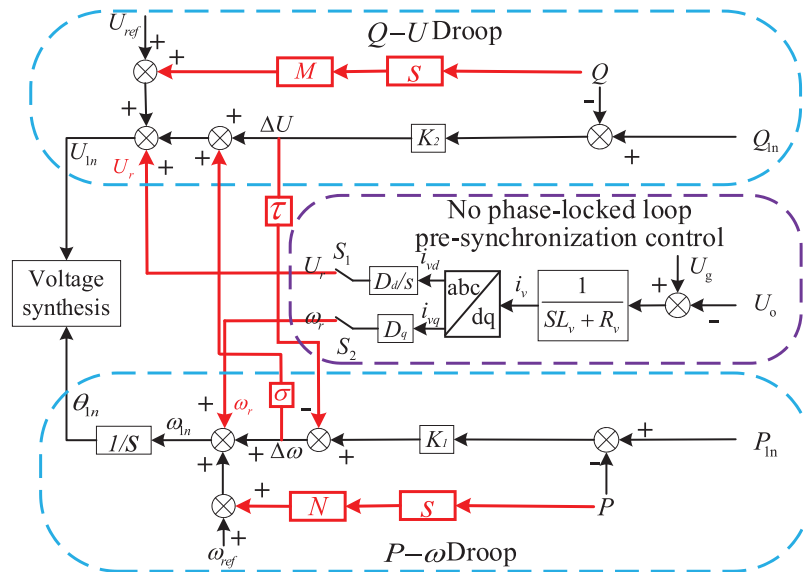 U_ref
+
+
Q−U Droop
M
S
Q
-
+
+
+
ΔU
K_2
U_1n
U_r
+
+
+
Q_1n
τ
No phase-locked loop
pre-synchronization control
S_1
U_r
D_d/s
i_vd
abc
dq
i_v
1
SL_v + R_v
U_g
+
-
U_o
Voltage
synthesis
ω_r
S_2
D_q
i_vq
σ
θ_1n
1/S
ω_1n
+
ω_r
-
+
Δω
+
K_1
+
P_1n
-
+
+
N
S
P
+
ω_ref
P−ω Droop